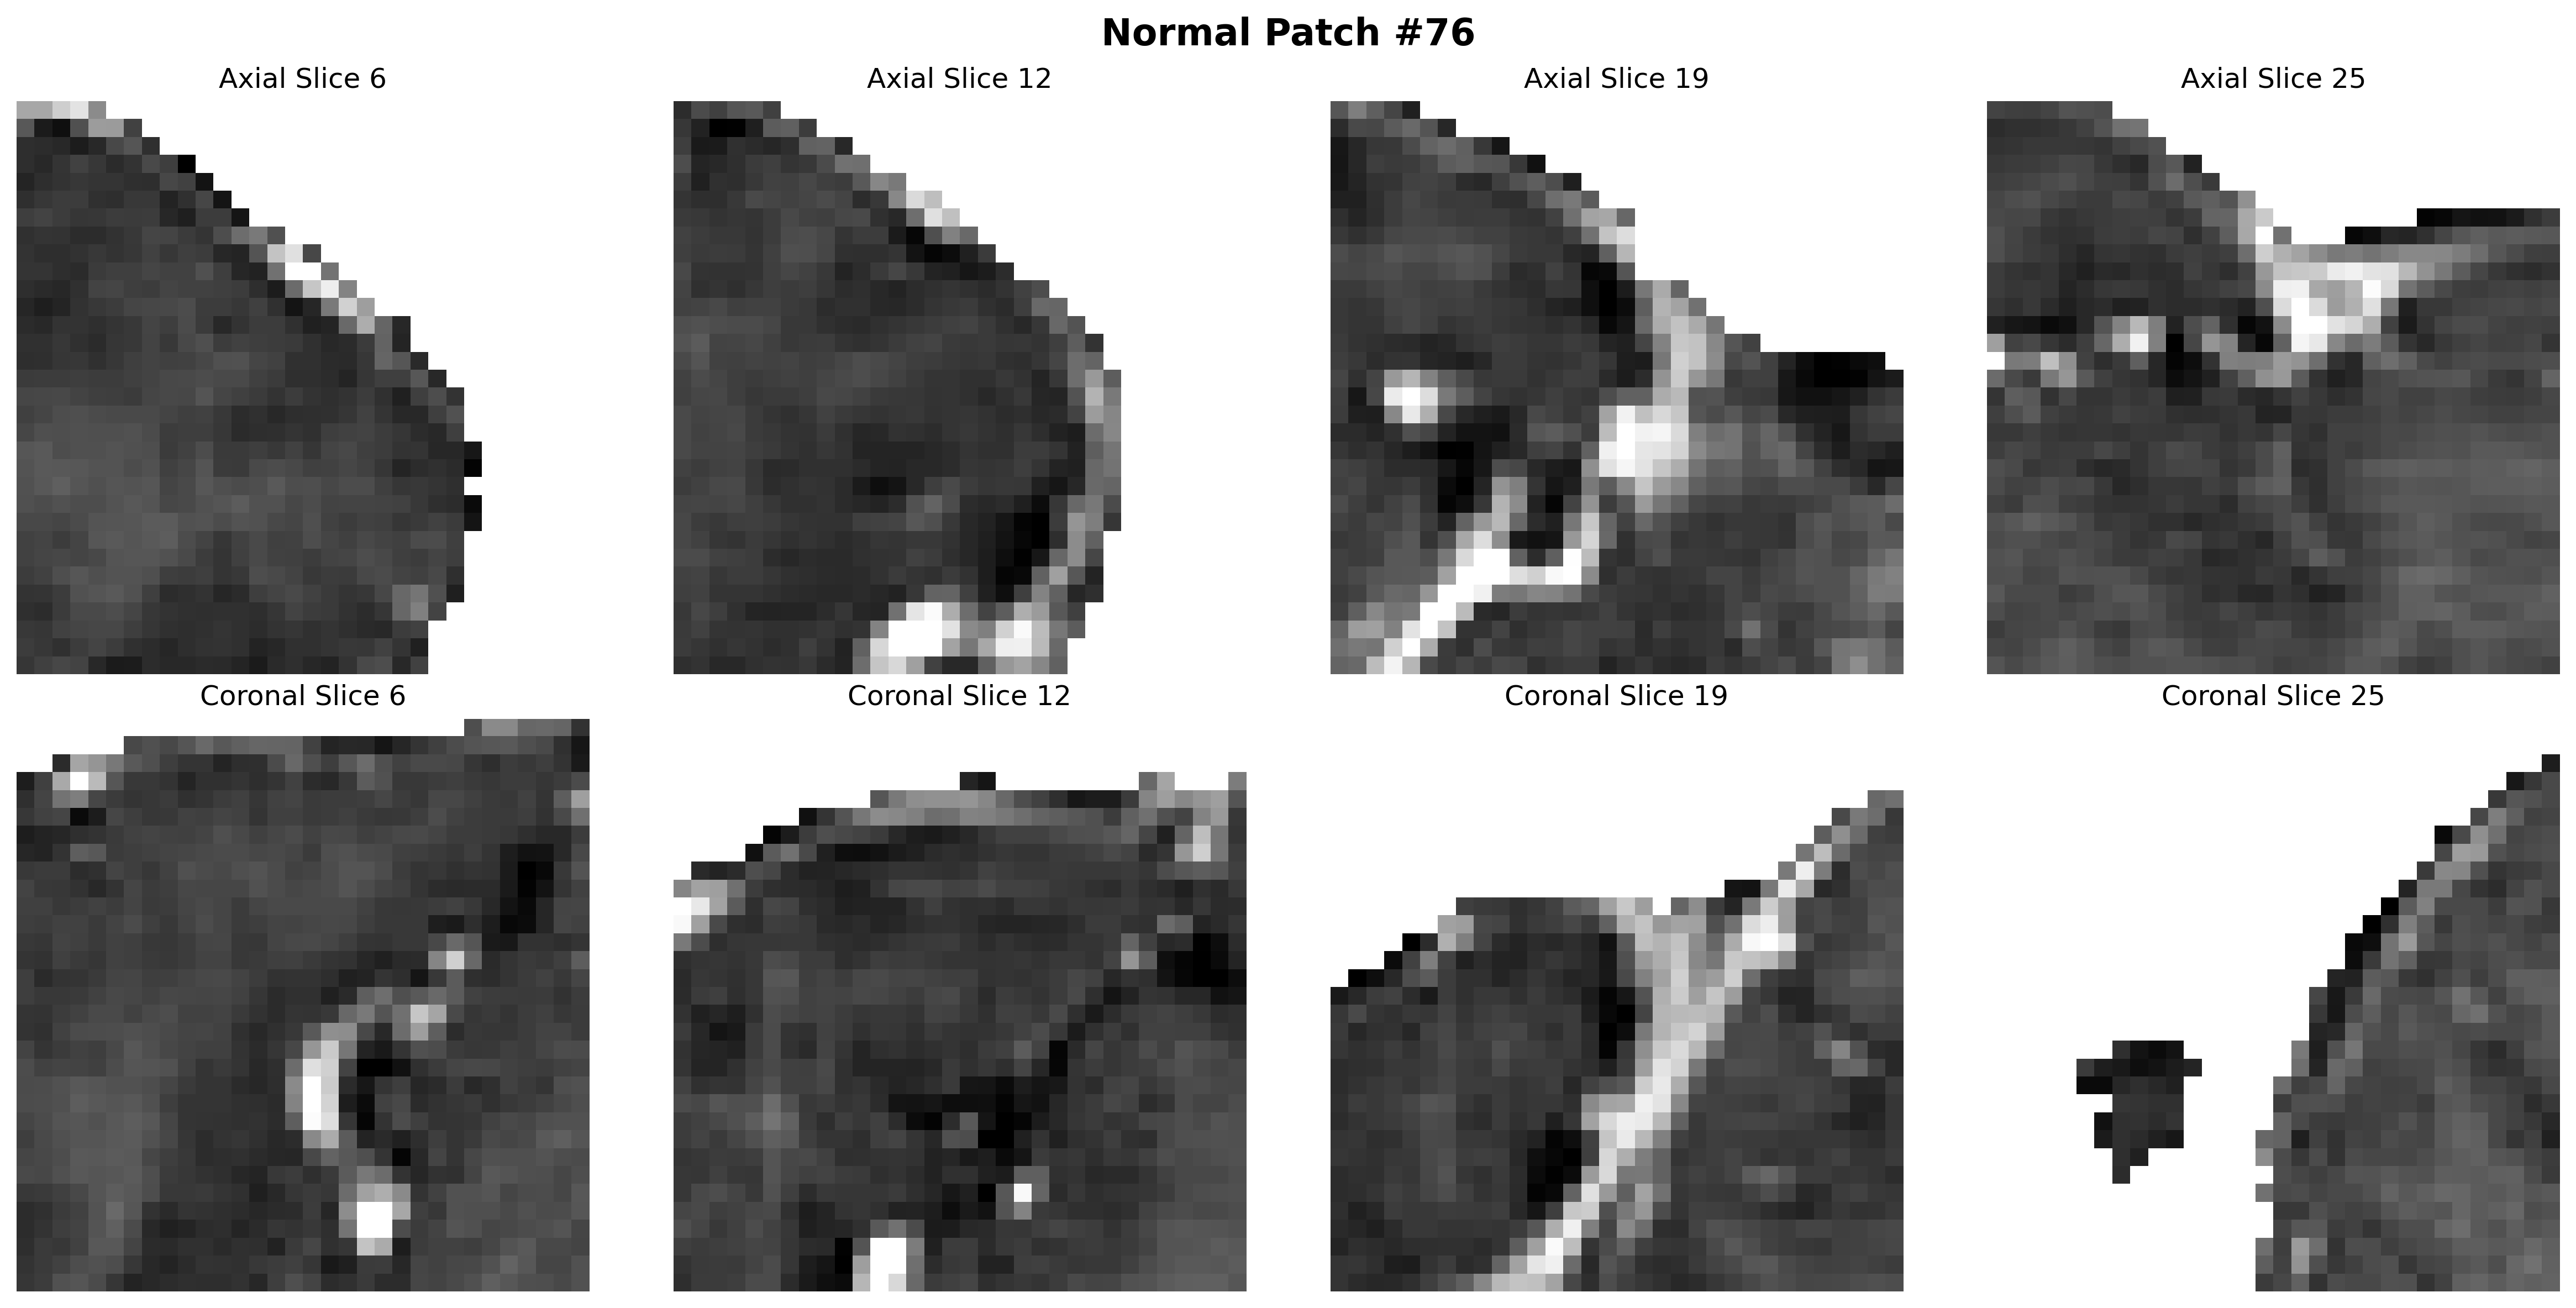 Normal Patch #76
Axial Slice 6
Axial Slice 12
Axial Slice 19
Axial Slice 25
Coronal Slice 6
Coronal Slice 12
Coronal Slice 19
Coronal Slice 25